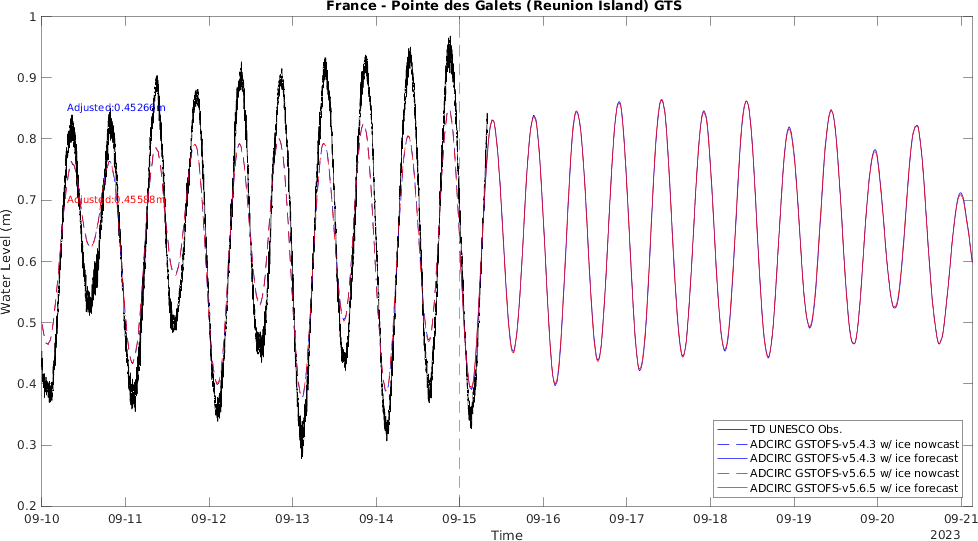 France - Pointe des Galets (Reunion Island) GTS
1
0.9
0.8
0.7
0.6
0.5
0.4
0.3
0.2
Water Level (m)
Adjusted:0.45266m
Adjusted:0.45588m
TD UNESCO Obs.
ADCIRC GSTOFS-v5.4.3 w/ ice nowcast
ADCIRC GSTOFS-v5.4.3 w/ ice forecast
ADCIRC GSTOFS-v5.6.5 w/ ice nowcast
ADCIRC GSTOFS-v5.6.5 w/ ice forecast
09-10 09-11 09-12 09-13 09-14 09-15 09-16 09-17 09-18 09-19 09-20 09-21
Time
2023